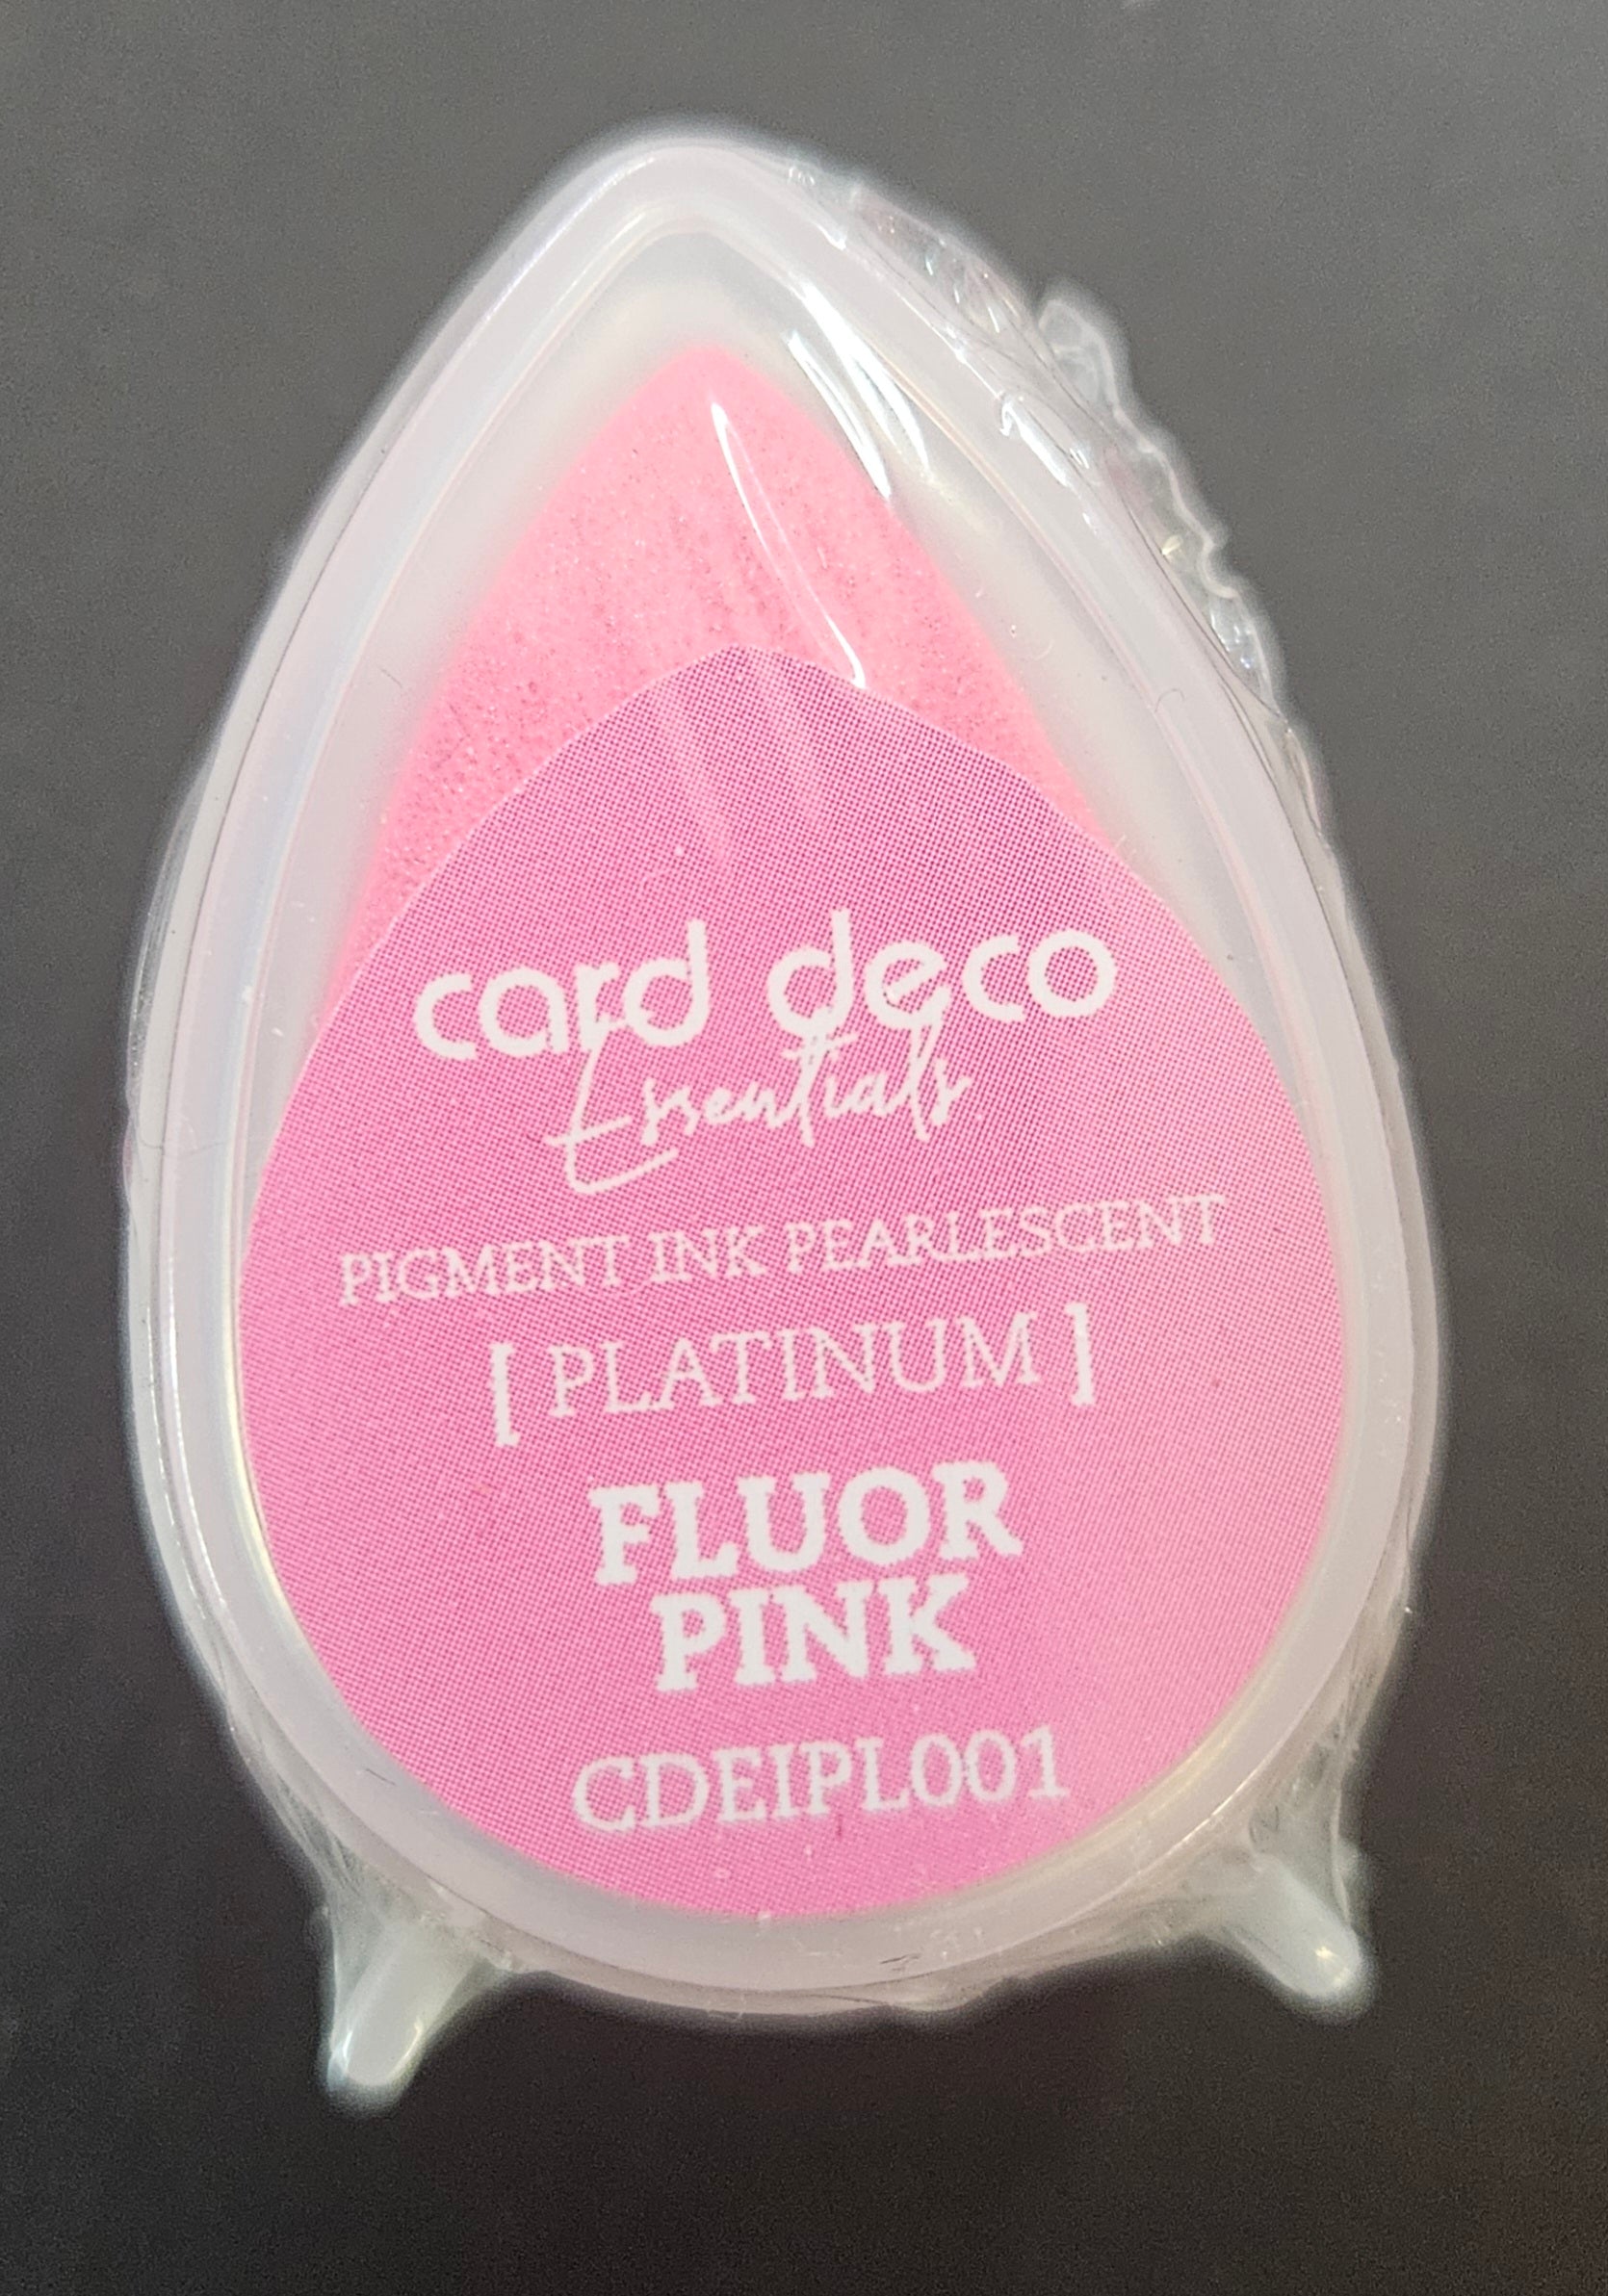 card deco
Essentials
PIGMENT INK PEARLESCENT
[ PLATINUM ]
FLUOR
PINK
CDEIPL001